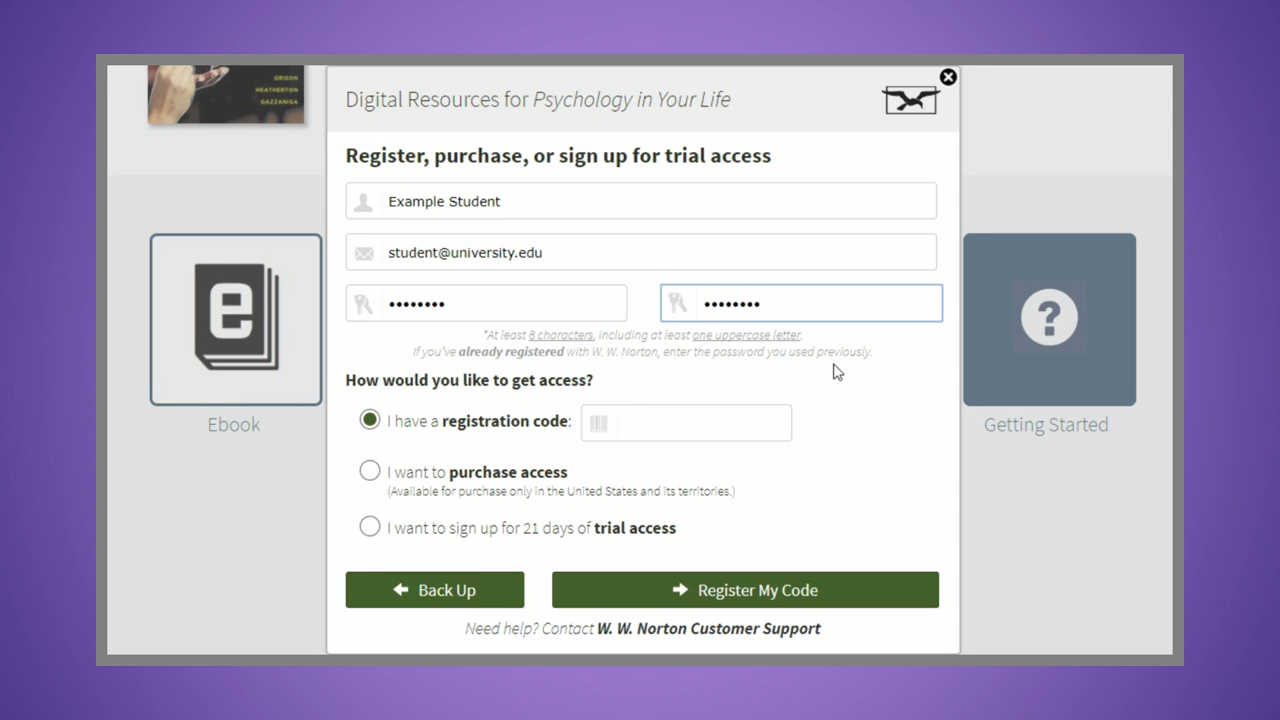 GRISON
HEATHERTON
GAZZANIGA
Digital Resources for Psychology in Your Life
Register, purchase, or sign up for trial access
Example Student
student@university.edu
•••••••• ••••••••
*At least 8 characters, including at least one uppercase letter.
If you've already registered with W. W. Norton, enter the password you used previously.
How would you like to get access?
I have a registration code:
I want to purchase access
(Available for purchase only in the United States and its territories.)
I want to sign up for 21 days of trial access
e
Ebook
?
Getting Started
Back Up
Register My Code
Need help? Contact W. W. Norton Customer Support